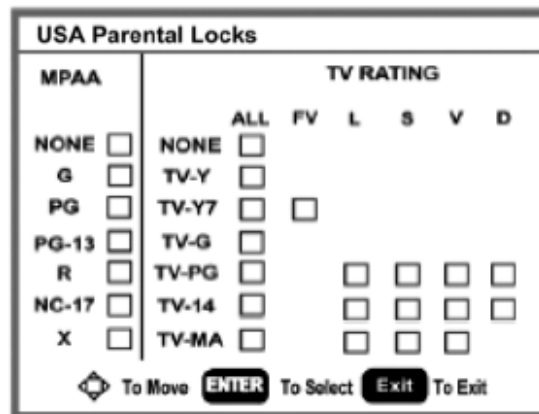 USA Parental Locks
MPAA TV RATING
ALL FV L S V D
NONE NONE
G TV-Y
PG TV-Y7
PG-13 TV-G
R TV-PG
NC-17 TV-14
X TV-MA
To Move ENTER To Select Exit To Exit